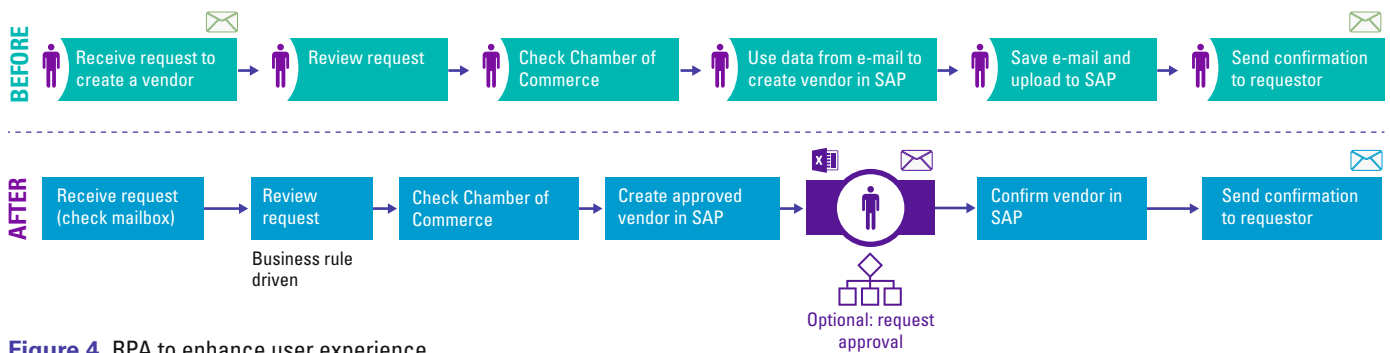 BEFORE
Receive request to
create a vendor
Review request
Check Chamber of
Commerce
Use data from e-mail to
create vendor in SAP
Save e-mail and
upload to SAP
Send confirmation
to requestor
AFTER
Receive request
(check mailbox)
Review
request
Business rule
driven
Check Chamber of
Commerce
Create approved
vendor in SAP
X
Optional: request
approval
Confirm vendor in
SAP
Send confirmation
to requestor
Figure 4. RPA to enhance user experience.